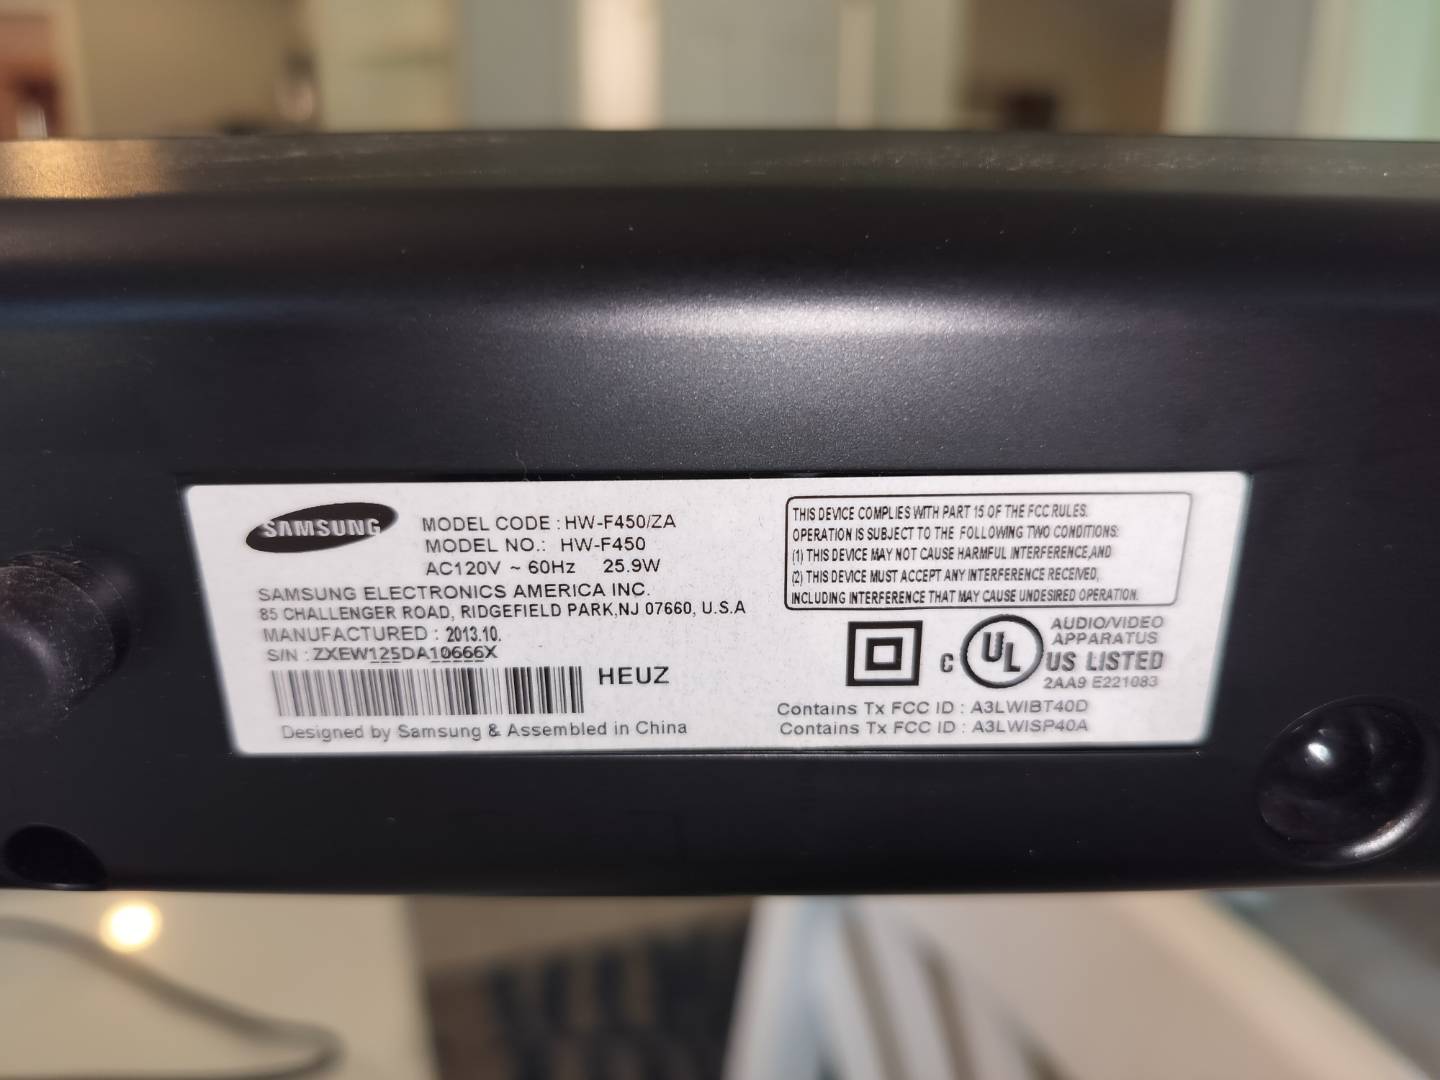 SAMSUNG
MODEL CODE : HW-F450/ZA
MODEL NO.: HW-F450
AC120V ~ 60Hz 25.9W
SAMSUNG ELECTRONICS AMERICA INC.
85 CHALLENGER ROAD, RIDGEFIELD PARK,NJ 07660, U.S.A
MANUFACTURED : 2013.10.
S/N : ZXEW125DA10666X
HEUZ
Designed by Samsung & Assembled in China
THIS DEVICE COMPLIES WITH PART 15 OF THE FCC RULES.
OPERATION IS SUBJECT TO THE FOLLOWING TWO CONDITIONS:
(1) THIS DEVICE MAY NOT CAUSE HARMFUL INTERFERENCE,AND
(2) THIS DEVICE MUST ACCEPT ANY INTERFERENCE RECEIVED,
INCLUDING INTERFERENCE THAT MAY CAUSE UNDESIRED OPERATION.
C UL US LISTED
AUDIO/VIDEO
APPARATUS
2AA9 E221083
Contains Tx FCC ID : A3LWIBT40D
Contains Tx FCC ID : A3LWISP40A